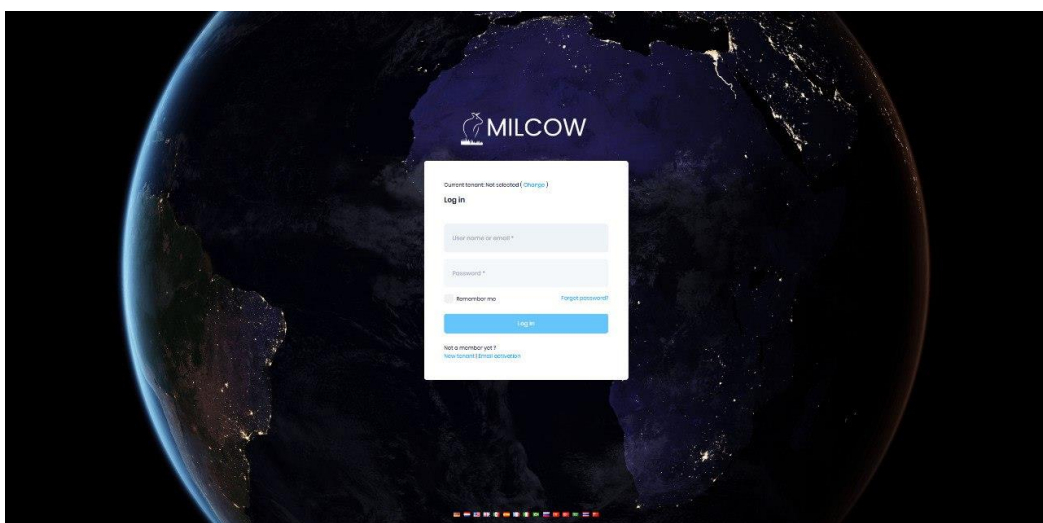 MILCOW
Current tenant: Not selected ( Change )
Log in
User name or email *
Password *
Remember me
Forgot password?
Log in
Not a member yet ?
New tenant | Email activation